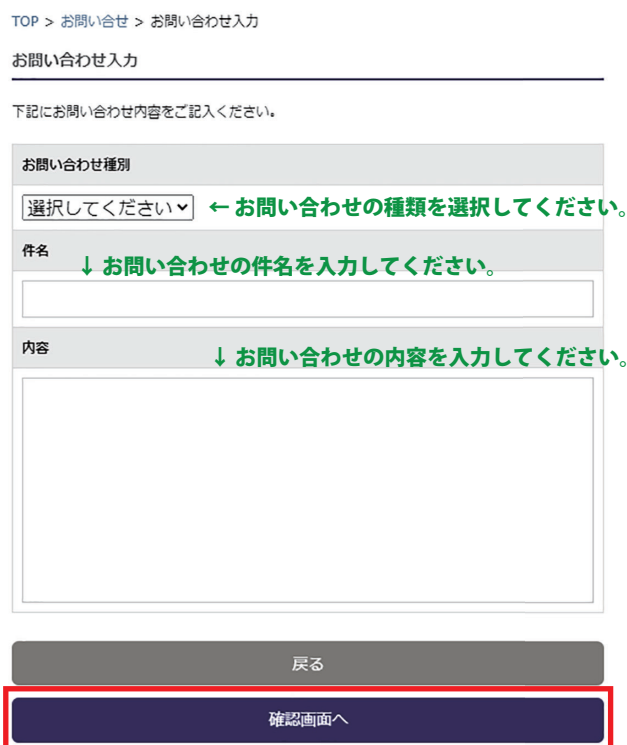 TOP > お問い合せ > お問い合わせ入力
お問い合わせ入力
下記にお問い合わせ内容をご記入ください。
お問い合わせ種別
選択してください ← お問い合わせの種類を選択してください。
件名
↓ お問い合わせの件名を入力してください。
内容
↓ お問い合わせの内容を入力してください。
戻る
確認画面へ